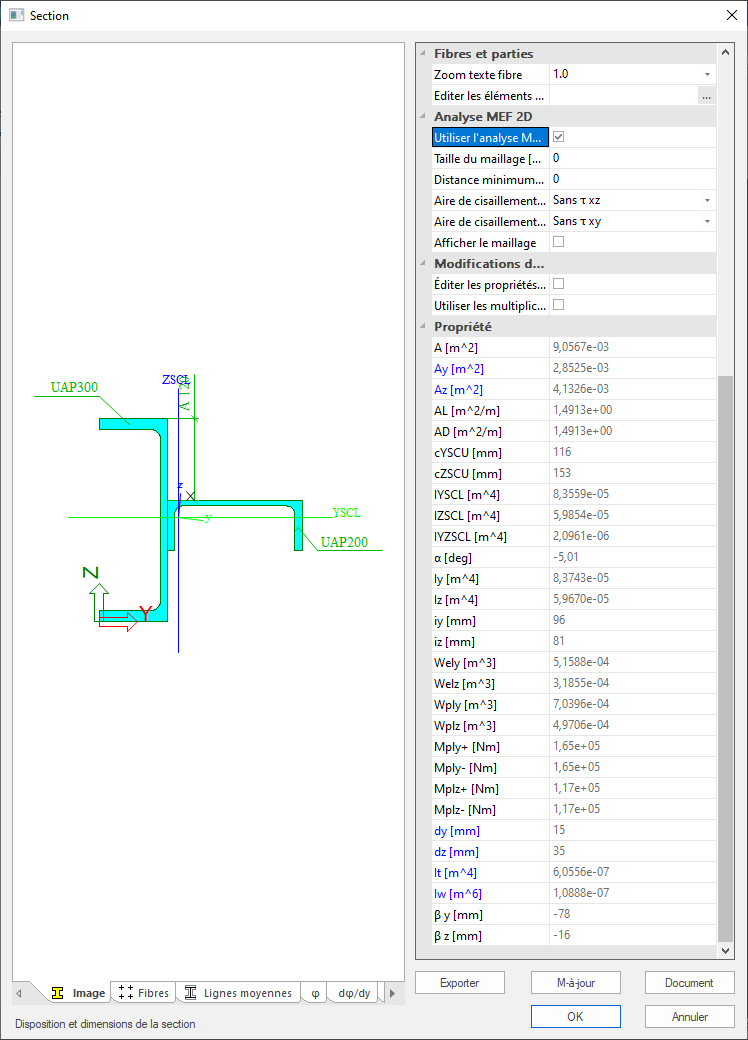 Section
Fibres et parties
Zoom texte fibre 1.0
Editer les éléments ... ...
Analyse MEF 2D
Utiliser l'analyse M...
Taille du maillage [... 0
Distance minimum... 0
Aire de cisaillement... Sans τ xz
Aire de cisaillement... Sans τ xy
Afficher le maillage
Modifications d...
Éditer les propriétés...
Utiliser les multiplic...
Propriété
A [m^2] 9,0567e-03
Ay [m^2] 2,8525e-03
Az [m^2] 4,1326e-03
AL [m^2/m] 1,4913e+00
AD [m^2/m] 1,4913e+00
cYSCU [mm] 116
cZSCU [mm] 153
IYSCL [m^4] 8,3559e-05
IZSCL [m^4] 5,9854e-05
IYZSCL [m^4] 2,0961e-06
α [deg] -5,01
Iy [m^4] 8,3743e-05
Iz [m^4] 5,9670e-05
iy [mm] 96
iz [mm] 81
Wely [m^3] 5,1588e-04
Welz [m^3] 3,1855e-04
Wply [m^3] 7,0396e-04
Wplz [m^3] 4,9706e-04
Mply+ [Nm] 1,65e+05
Mply- [Nm] 1,65e+05
Mplz+ [Nm] 1,17e+05
Mplz- [Nm] 1,17e+05
dy [mm] 15
dz [mm] 35
It [m^4] 6,0556e-07
Iw [m^6] 1,0888e-07
β y [mm] -78
β z [mm] -16
ZSCL
UAP300
z
y
YSCL
UAP200
Z
Y
Image Fibres Lignes moyennes φ dφ/dy
Disposition et dimensions de la section
Exporter M-à-jour Document
OK Annuler